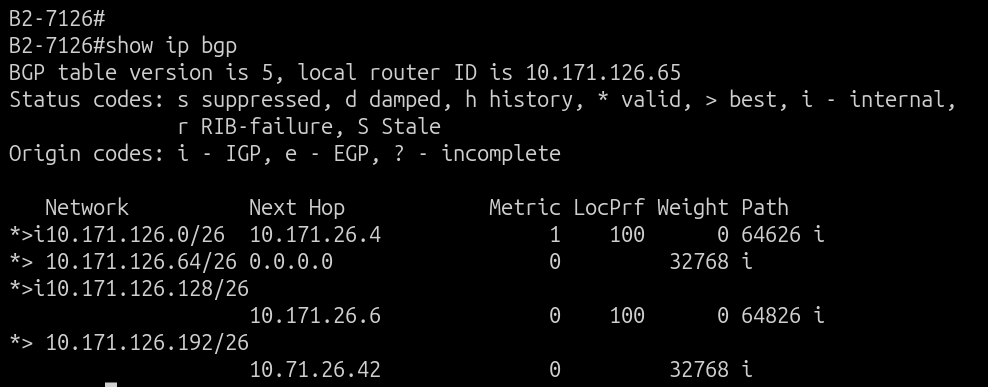 B2-7126#
B2-7126#show ip bgp
BGP table version is 5, local router ID is 10.171.126.65
Status codes: s suppressed, d damped, h history, * valid, > best, i - internal,
              r RIB-failure, S Stale
Origin codes: i - IGP, e - EGP, ? - incomplete

   Network          Next Hop            Metric LocPrf Weight Path
*>i10.171.126.0/26  10.171.26.4              1    100      0 64626 i
*> 10.171.126.64/26 0.0.0.0                  0         32768 i
*>i10.171.126.128/26
                    10.171.26.6              0    100      0 64826 i
*> 10.171.126.192/26
                    10.71.26.42              0         32768 i